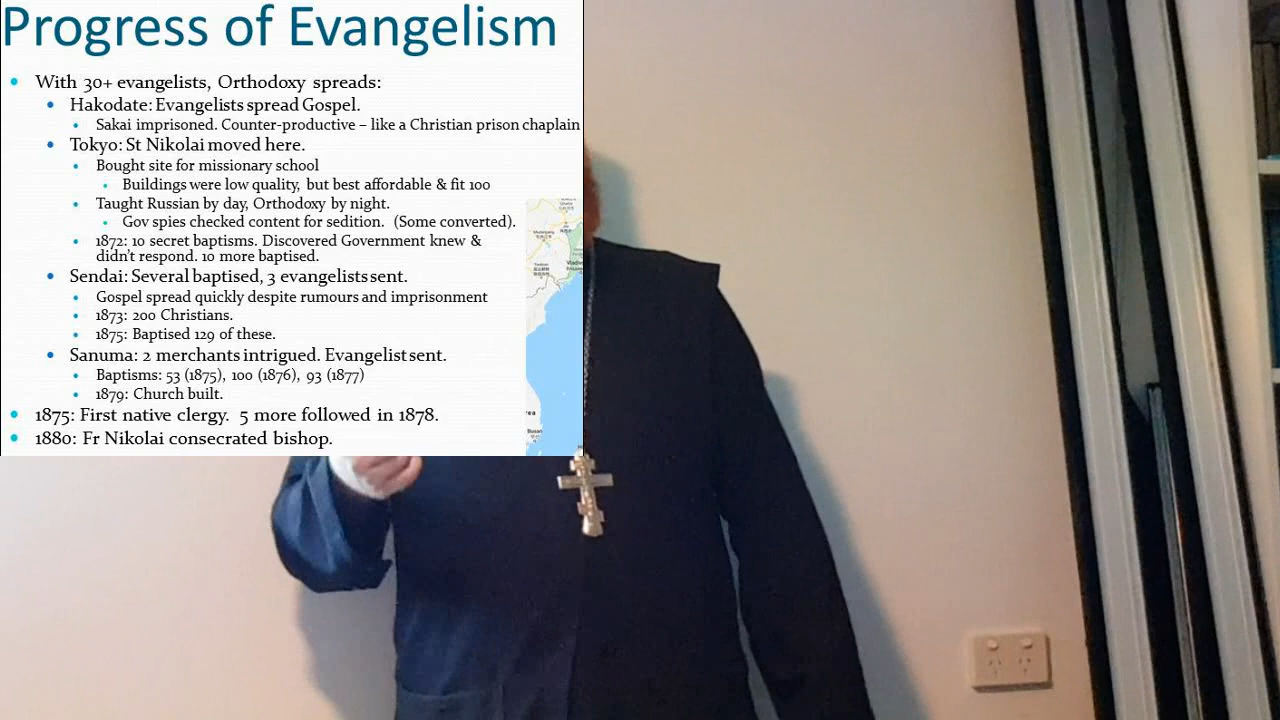 Progress of Evangelism
• With 30+ evangelists, Orthodoxy spreads:
• Hakodate: Evangelists spread Gospel.
• Sakai imprisoned. Counter-productive – like a Christian prison chaplain
• Tokyo: St Nikolai moved here.
• Bought site for missionary school
• Buildings were low quality, but best affordable & fit 100
• Taught Russian by day, Orthodoxy by night.
• Gov spies checked content for sedition. (Some converted).
• 1872: 10 secret baptisms. Discovered Government knew &
didn't respond. 10 more baptised.
• Sendai: Several baptised, 3 evangelists sent.
• Gospel spread quickly despite rumours and imprisonment
• 1873: 200 Christians.
• 1875: Baptised 129 of these.
• Sanuma: 2 merchants intrigued. Evangelist sent.
• Baptisms: 53 (1875), 100 (1876), 93 (1877)
• 1879: Church built.
• 1875: First native clergy. 5 more followed in 1878.
• 1880: Fr Nikolai consecrated bishop.